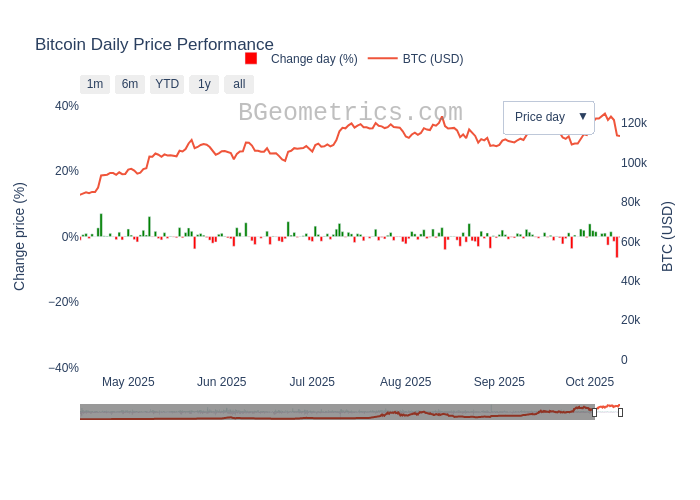 Bitcoin Daily Price Performance
Change day (%)
BTC (USD)
1m
6m
YTD
1y
all
BGeometrics.com
Price day ▼
40%
20%
0%
−20%
−40%
Change price (%)
120k
100k
80k
60k
40k
20k
0
BTC (USD)
May 2025
Jun 2025
Jul 2025
Aug 2025
Sep 2025
Oct 2025